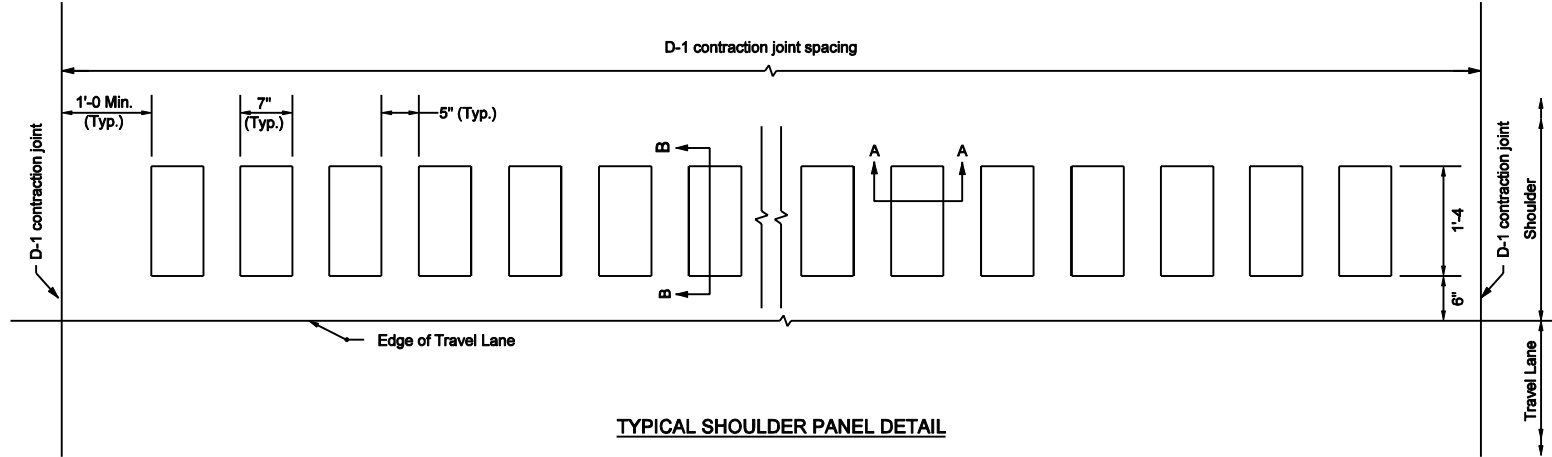 D-1 contraction joint spacing
1'-0 Min.
(Typ.)
7"
(Typ.)
5" (Typ.)
D-1 contraction joint
B
B
A
A
1'-4
6"
D-1 contraction joint
Shoulder
Travel Lane
Edge of Travel Lane
TYPICAL SHOULDER PANEL DETAIL